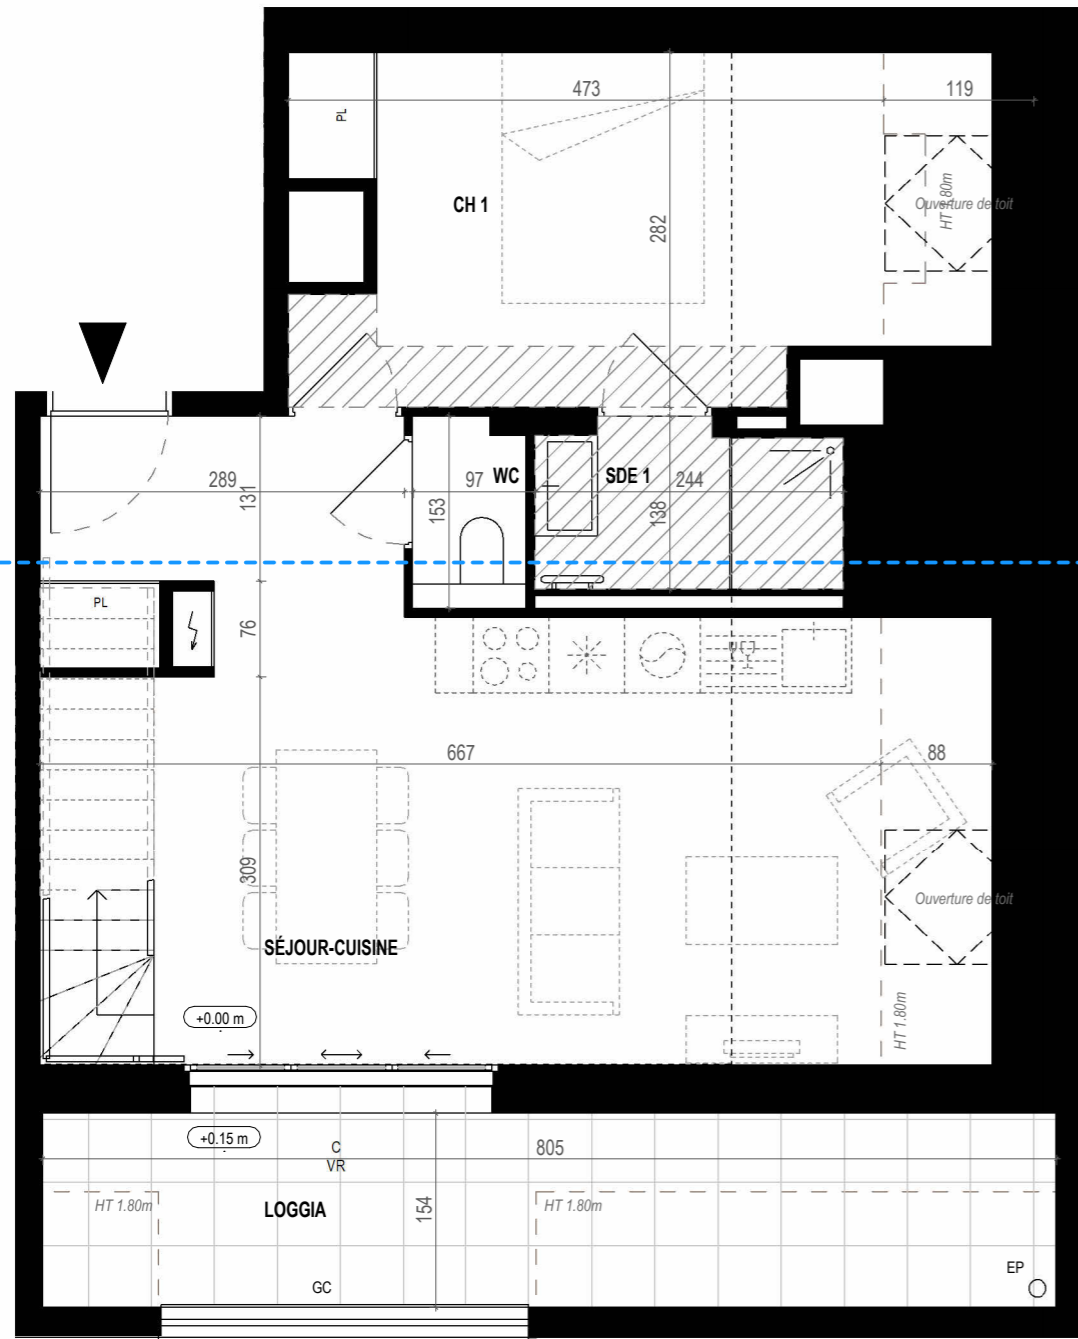 473
119
PL
CH 1
282
HT 1.80m
Ouverture de toit
289
131
97
WC
153
SDE 1
244
138
PL
76
667
88
309
SÉJOUR-CUISINE
Ouverture de toit
+0.00 m
HT 1.80m
+0.15 m
C
VR
805
HT 1.80m
LOGGIA
154
HT 1.80m
GC
EP